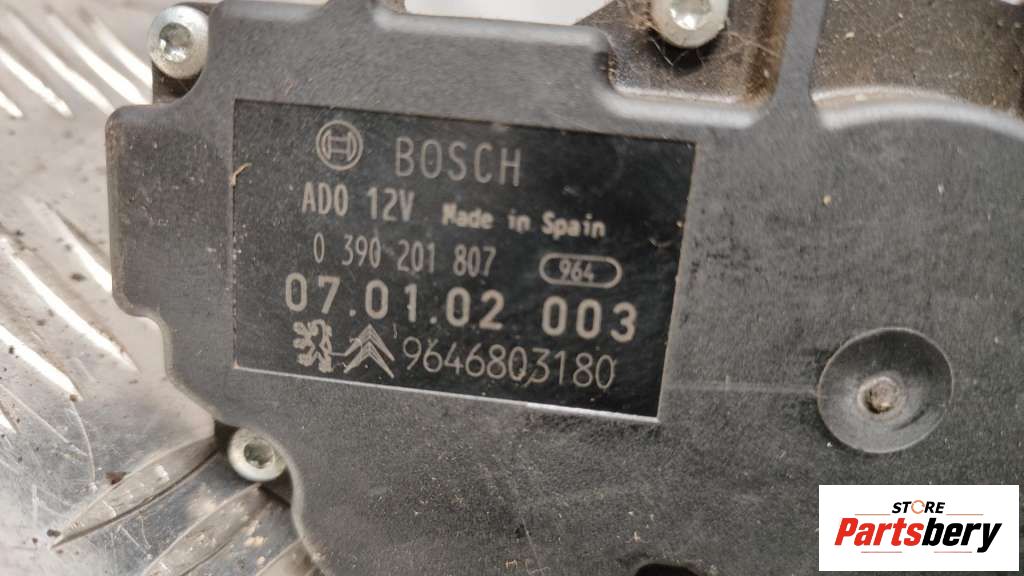 BOSCH
ADO 12V Made in Spain
0 390 201 807 964
07.01.02 003
9646803180
STORE
Partsbery